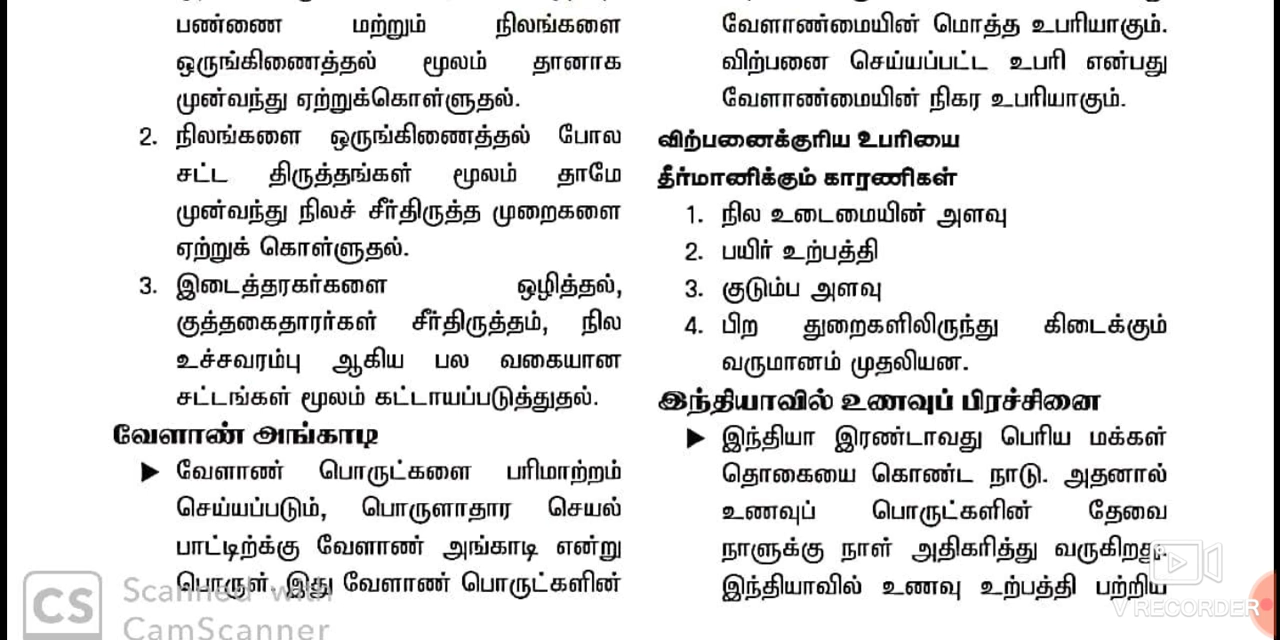 பண்ணை மற்றும் நிலங்களை
ஒருங்கிணைத்தல் மூலம் தானாக
முன்வந்து ஏற்றுக்கொள்ளுதல்.
2. நிலங்களை ஒருங்கிணைத்தல் போல
சட்ட திருத்தங்கள் மூலம் தாமே
முன்வந்து நிலச் சீர்திருத்த முறைகளை
ஏற்றுக் கொள்ளுதல்.
3. இடைத்தரகர்களை ஒழித்தல்,
குத்தகைதாரர்கள் சீர்திருத்தம், நில
உச்சவரம்பு ஆகிய பல வகையான
சட்டங்கள் மூலம் கட்டாயப்படுத்துதல்.
வேளாண் அங்காடி
▶ வேளாண் பொருட்களை பரிமாற்றம்
செய்யப்படும், பொருளாதார செயல்
பாட்டிற்க்கு வேளாண் அங்காடி என்று
பொருள். இது வேளாண் பொருட்களின்
வேளாண்மையின் மொத்த உபரியாகும்.
விற்பனை செய்யப்பட்ட உபரி என்பது
வேளாண்மையின் நிகர உபரியாகும்.
விற்பனைக்குரிய உபரியை
தீர்மானிக்கும் காரணிகள்
1. நில உடைமையின் அளவு
2. பயிர் உற்பத்தி
3. குடும்ப அளவு
4. பிற துறைகளிலிருந்து கிடைக்கும்
வருமானம் முதலியன.
இந்தியாவில் உணவுப் பிரச்சினை
▶ இந்தியா இரண்டாவது பெரிய மக்கள்
தொகையை கொண்ட நாடு. அதனால்
உணவுப் பொருட்களின் தேவை
நாளுக்கு நாள் அதிகரித்து வருகிறது.
இந்தியாவில் உணவு உற்பத்தி பற்றிய
CS Scanned with
CamScanner
V RECORDER